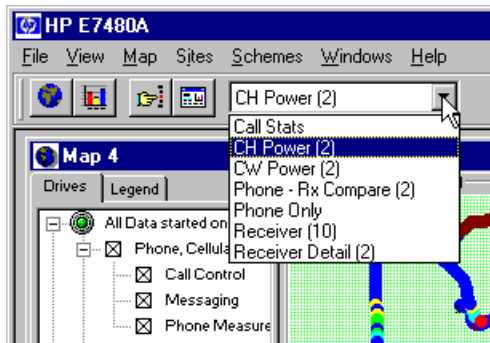 HP E7480A
File View Map Sites Schemes Windows Help
CH Power (2)
Call Stats
CH Power (2)
CW Power (2)
Phone - Rx Compare (2)
Phone Only
Receiver (10)
Receiver Detail (2)
Map 4
Drives Legend
All Data started on
Phone, Cellula
Call Control
Messaging
Phone Measure